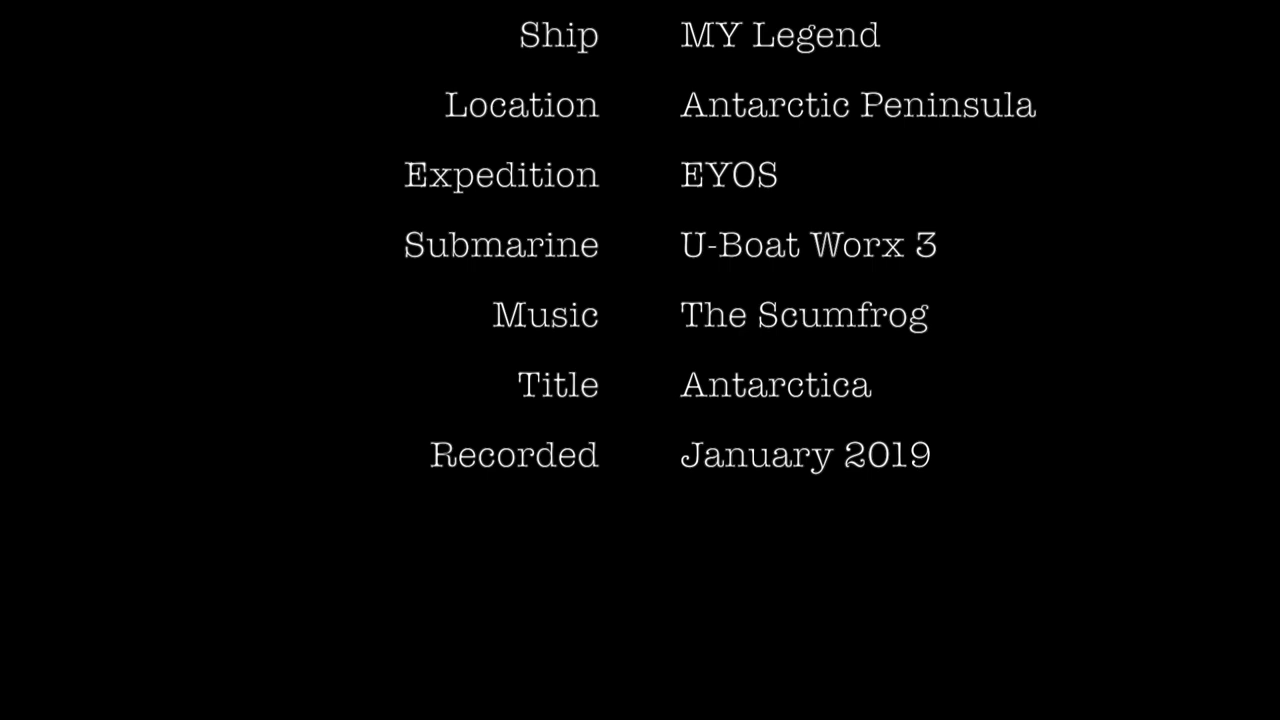 Ship MY Legend
Location Antarctic Peninsula
Expedition EYOS
Submarine U-Boat Worx 3
Music The Scumfrog
Title Antarctica
Recorded January 2019